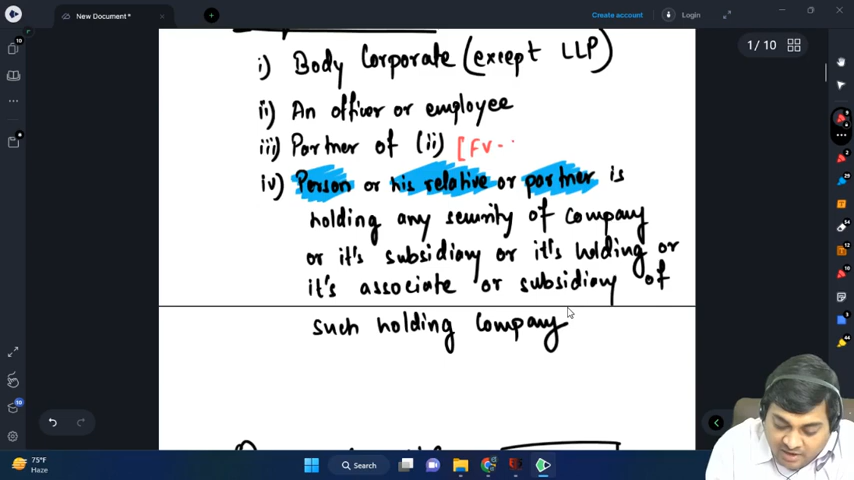 New Document*
Create account
Login
1/10
i) Body Corporate (except LLP)
ii) An officer or employee
iii) Partner of (ii) [FV-
iv) Person or his relative or partner is
holding any security of company
or it's subsidiary or it's holding or
it's associate or subsidiary of
such holding Company
75°F
Haze
Search